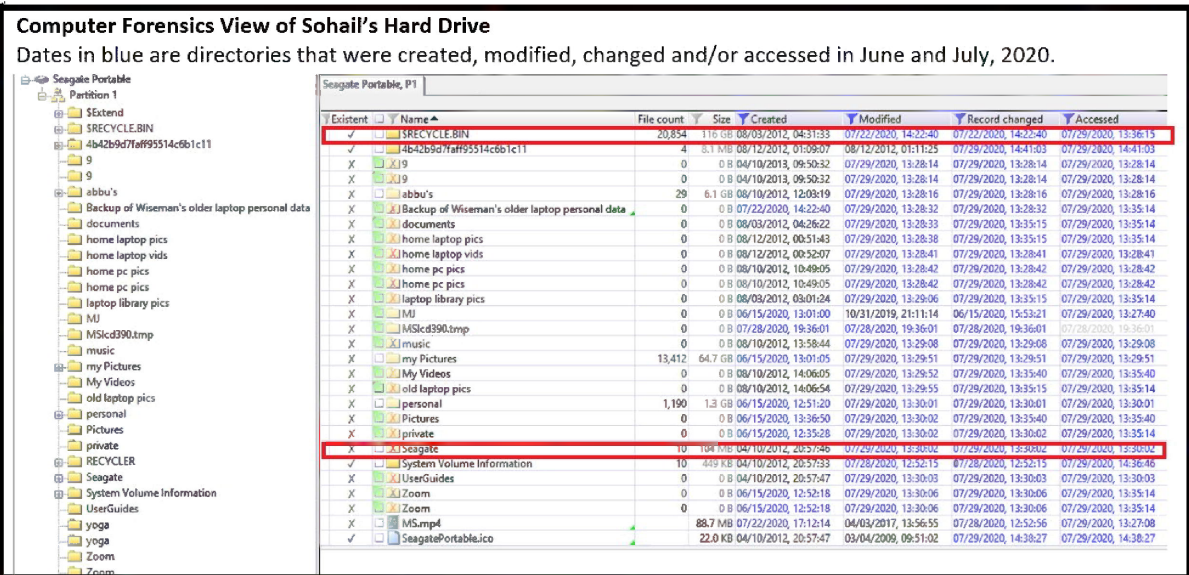 Computer Forensics View of Sohail's Hard Drive
Dates in blue are directories that were created, modified, changed and/or accessed in June and July, 2020.
Seagate Portable
Partition 1
$Extend
$RECYCLE.BIN
4b42b9d7faff95514c6b1c11
9
9
abbu's
Backup of Wiseman's older laptop personal data
documents
home laptop pics
home laptop vids
home pc pics
home pc pics
laptop library pics
MJ
MSIcd390.tmp
music
my Pictures
My Videos
old laptop pics
personal
Pictures
private
RECYCLER
Seagate
System Volume Information
UserGuides
yoga
yoga
Zoom
Zoom
Seagate Portable, P1
Existent Name File count Size Created Modified Record changed Accessed
✓ $RECYCLE.BIN 20,854 116 GB 08/03/2012, 04:31:33 07/22/2020, 14:22:40 07/22/2020, 14:22:40 07/29/2020, 13:36:15
✓ 4b42b9d7faff95514c6b1c11 4 8.1 MB 08/12/2012, 01:09:07 08/12/2012, 01:11:25 07/29/2020, 14:41:03 07/29/2020, 14:41:03
X 9 0 0 B 04/10/2013, 09:50:32 07/29/2020, 13:28:14 07/29/2020, 13:28:14 07/29/2020, 13:28:14
X 9 0 0 B 04/10/2013, 09:50:32 07/29/2020, 13:28:14 07/29/2020, 13:28:14 07/29/2020, 13:28:14
X abbu's 29 6.1 GB 08/10/2012, 12:03:19 07/29/2020, 13:28:16 07/29/2020, 13:28:16 07/29/2020, 13:28:16
X Backup of Wiseman's older laptop personal data 0 0 B 07/22/2020, 14:22:40 07/29/2020, 13:28:32 07/29/2020, 13:28:32 07/29/2020, 13:35:14
X documents 0 0 B 08/03/2012, 04:26:22 07/29/2020, 13:28:33 07/29/2020, 13:35:15 07/29/2020, 13:35:14
X home laptop pics 0 0 B 08/12/2012, 00:51:43 07/29/2020, 13:28:38 07/29/2020, 13:35:15 07/29/2020, 13:35:14
X home laptop vids 0 0 B 08/12/2012, 00:52:07 07/29/2020, 13:28:41 07/29/2020, 13:28:41 07/29/2020, 13:28:41
X home pc pics 0 0 B 08/10/2012, 10:49:05 07/29/2020, 13:28:42 07/29/2020, 13:28:42 07/29/2020, 13:28:42
X home pc pics 0 0 B 08/10/2012, 10:49:05 07/29/2020, 13:28:42 07/29/2020, 13:28:42 07/29/2020, 13:28:42
X laptop library pics 0 0 B 08/03/2012, 03:01:24 07/29/2020, 13:29:06 07/29/2020, 13:35:15 07/29/2020, 13:35:14
X MJ 0 0 B 06/15/2020, 13:01:00 10/31/2019, 21:11:14 06/15/2020, 15:53:21 07/29/2020, 13:27:40
X MSIcd390.tmp 0 0 B 07/28/2020, 19:36:01 07/28/2020, 19:36:01 07/28/2020, 19:36:01 07/28/2020, 19:36:01
X music 0 0 B 08/10/2012, 13:58:44 07/29/2020, 13:29:08 07/29/2020, 13:29:08 07/29/2020, 13:29:08
X my Pictures 13,412 64.7 GB 06/15/2020, 13:01:05 07/29/2020, 13:29:51 07/29/2020, 13:29:51 07/29/2020, 13:29:51
X My Videos 0 0 B 08/10/2012, 14:06:05 07/29/2020, 13:29:52 07/29/2020, 13:35:40 07/29/2020, 13:35:40
X old laptop pics 0 0 B 08/10/2012, 14:06:54 07/29/2020, 13:29:55 07/29/2020, 13:35:15 07/29/2020, 13:35:14
X personal 1,190 1.3 GB 06/15/2020, 12:51:20 07/29/2020, 13:30:01 07/29/2020, 13:30:01 07/29/2020, 13:30:01
X Pictures 0 0 B 06/15/2020, 13:36:50 07/29/2020, 13:30:02 07/29/2020, 13:35:40 07/29/2020, 13:35:40
X private 0 0 B 06/15/2020, 12:35:28 07/29/2020, 13:30:02 07/29/2020, 13:30:02 07/29/2020, 13:35:14
X Seagate 10 104 MB 04/10/2012, 20:57:46 07/29/2020, 13:30:02 07/29/2020, 13:30:02 07/29/2020, 13:30:02
✓ System Volume Information 10 449 KB 04/10/2012, 20:57:33 07/28/2020, 12:52:15 07/28/2020, 12:52:15 07/29/2020, 14:36:46
X UserGuides 0 0 B 04/10/2012, 20:57:47 07/29/2020, 13:30:03 07/29/2020, 13:30:03 07/29/2020, 13:30:03
X Zoom 0 0 B 06/15/2020, 12:52:18 07/29/2020, 13:30:06 07/29/2020, 13:30:06 07/29/2020, 13:35:14
X Zoom 0 0 B 06/15/2020, 12:52:18 07/29/2020, 13:30:06 07/29/2020, 13:30:06 07/29/2020, 13:35:14
X MS.mp4 88.7 MB 07/22/2020, 17:12:14 04/03/2017, 13:56:55 07/28/2020, 12:52:56 07/29/2020, 13:27:08
✓ SeagatePortable.ico 22.0 KB 04/10/2012, 20:57:47 03/04/2009, 09:51:02 07/29/2020, 14:38:27 07/29/2020, 14:38:27